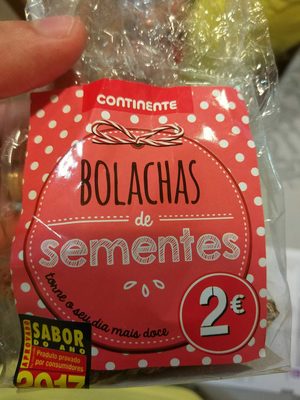 CONTINENTE
BOLACHAS
de
sementes
torne o seu dia mais doce
2€
SABOR
DO ANO
Produto provado
por consumidores
2017